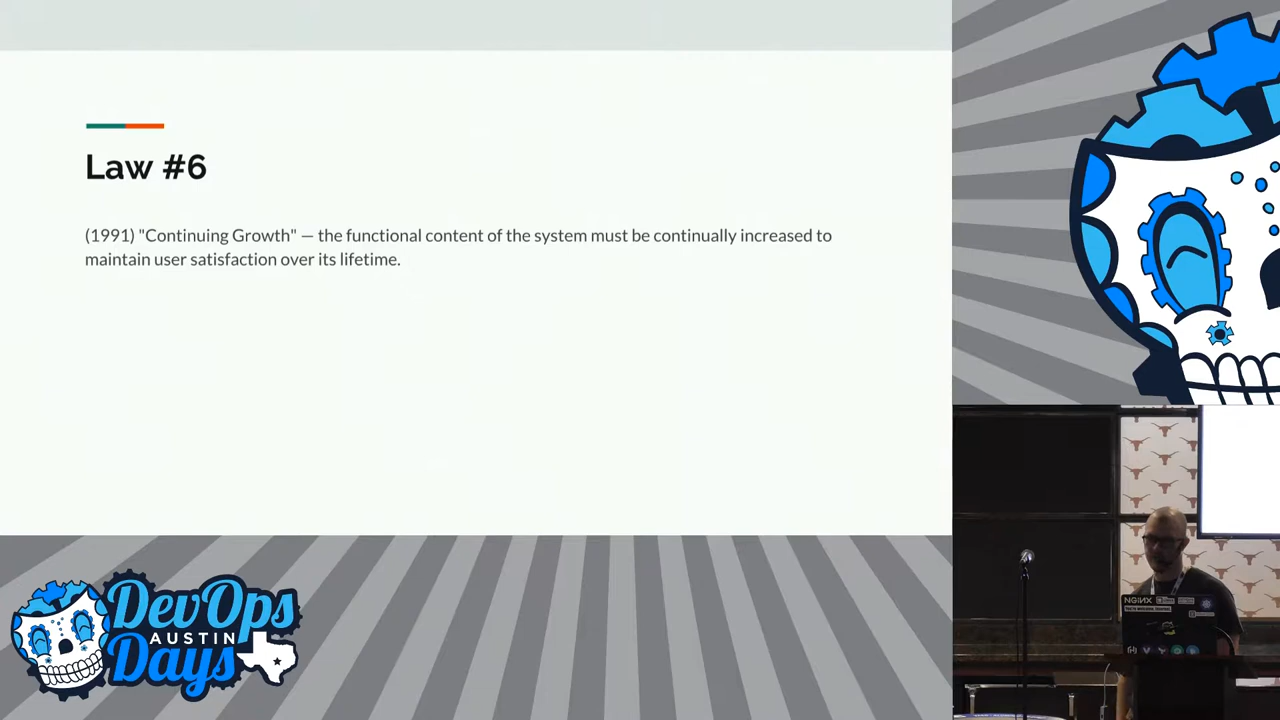 Law #6
(1991) "Continuing Growth" — the functional content of the system must be continually increased to
maintain user satisfaction over its lifetime.
DevOps
AUSTIN
Days
NGINX